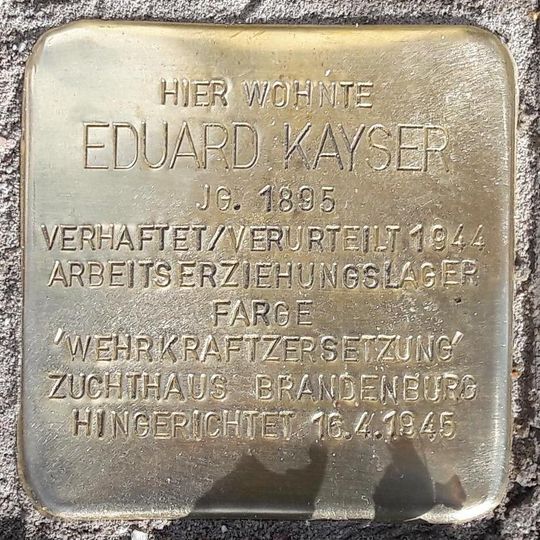 HIER WOHNTE
EDUARD KAYSER
JG. 1895
VERHAFTET/VERURTEILT 1944
ARBEITSERZIEHUNGSLAGER
FARGE
'WEHRKRAFTZERSETZUNG'
ZUCHTHAUS BRANDENBURG
HINGERICHTET 16.4.1945